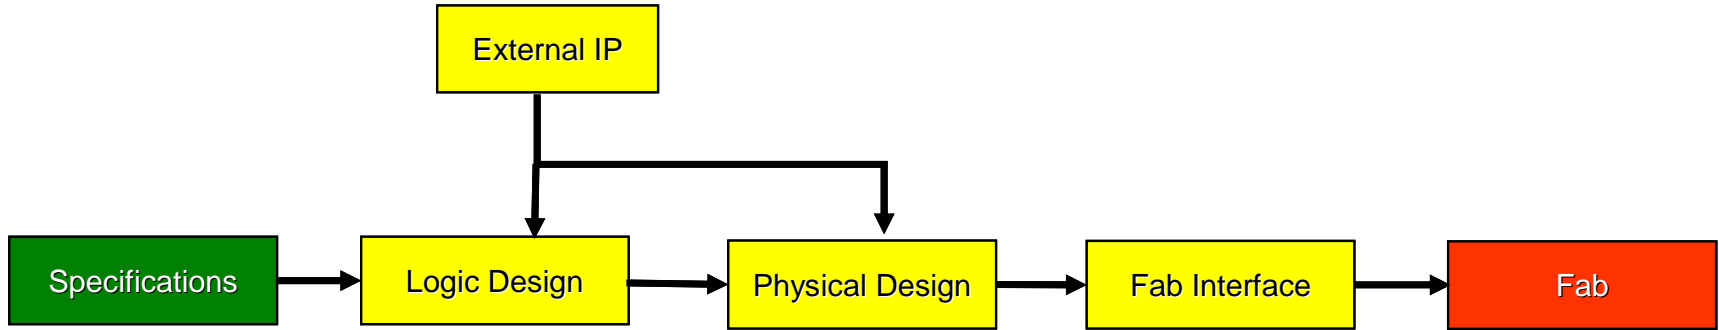 External IP
Specifications
Logic Design
Physical Design
Fab Interface
Fab